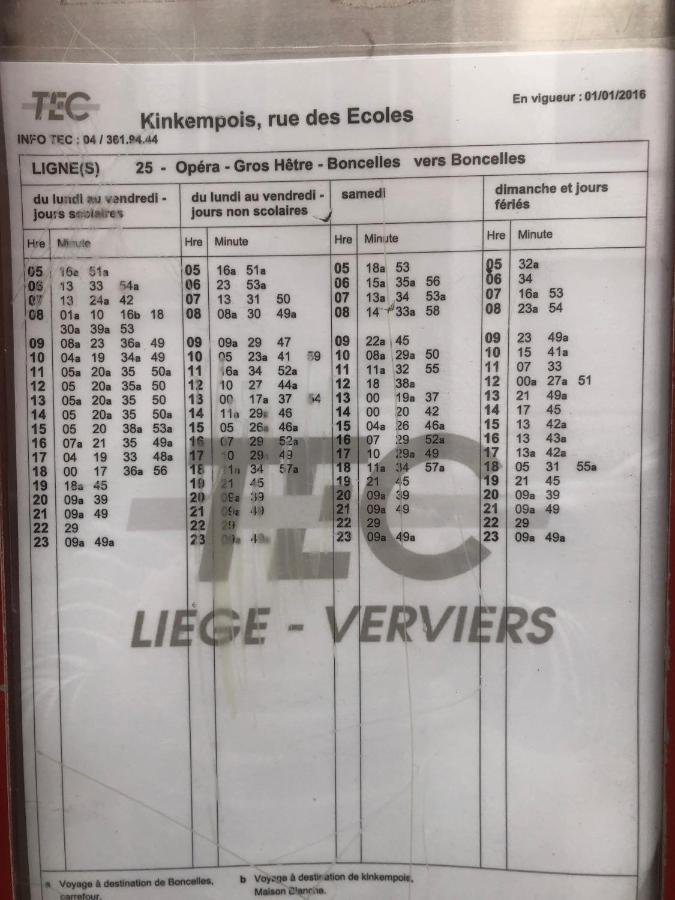 TEC
Kinkempois, rue des Ecoles
En vigueur : 01/01/2016
INFO TEC : 04 / 361.94.44
LIGNE(S) 25 - Opéra - Gros Hêtre - Boncelles vers Boncelles
du lundi au vendredi -
jours scolaires
Hre Minute
05 16a 51a
06 13 33 54a
07 13 24a 42
08 01a 10 16b 18
30a 39a 53
09 08a 23 36a 49
10 04a 19 34a 49
11 05a 20a 35 50a
12 05 20a 35a 50
13 05a 20a 35 50
14 05 20a 35 50a
15 05 20 38a 53a
16 07a 21 35 49a
17 04 19 33 48a
18 00 17 36a 56
19 18a 45
20 09a 39
21 09a 49
22 29
23 09a 49a
du lundi au vendredi -
jours non scolaires
Hre Minute
05 16a 51a
06 23 53a
07 13 31 50
08 08a 30 49a
09 09a 29 47
10 05 23a 41 59
11 16a 34 52a
12 10 27 44a
13 00 17a 37 54
14 11a 29a 46
15 05 26a 46a
16 07 29 52a
17 10 29a 49
18 11a 34 57a
19 21 45
20 09a 39
21 09a 49
22 29
23 09a 49a
samedi
Hre Minute
05 18a 53
06 15a 35a 56
07 13a 34 53a
08 14 33a 58
09 22a 45
10 08a 29a 50
11 11a 32 55
12 18 38a
13 00 19a 37
14 00 20 42
15 04a 26 46a
16 07 29 52a
17 10 29a 49
18 11a 34 57a
19 21 45
20 09a 39
21 09a 49
22 29
23 09a 49a
dimanche et jours
fériés
Hre Minute
05 32a
06 34
07 16a 53
08 23a 54
09 23 49a
10 15 41a
11 07 33
12 00a 27a 51
13 21 49a
14 17 45
15 13 42a
16 13 43a
17 13a 42a
18 05 31 55a
19 21 45
20 09a 39
21 09a 49
22 29
23 09a 49a
TEC
LIEGE - VERVIERS
a Voyage à destination de Boncelles,
carrefour.
b Voyage à destination de kinkempois,
Maison Blanche.